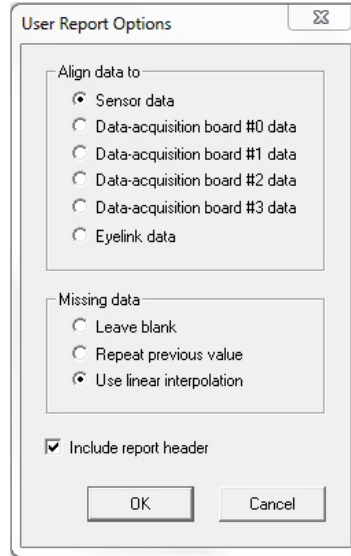 User Report Options
Align data to
Sensor data
Data-acquisition board #0 data
Data-acquisition board #1 data
Data-acquisition board #2 data
Data-acquisition board #3 data
Eyelink data
Missing data
Leave blank
Repeat previous value
Use linear interpolation
Include report header
OK Cancel